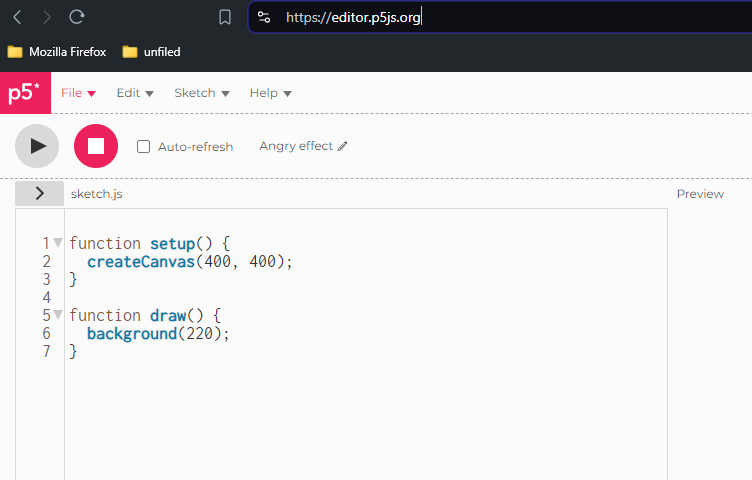 https://editor.p5js.org
Mozilla Firefox unfiled
p5* File Edit Sketch Help
Auto-refresh Angry effect
sketch.js Preview
1 function setup() {
2   createCanvas(400, 400);
3 }
4
5 function draw() {
6   background(220);
7 }